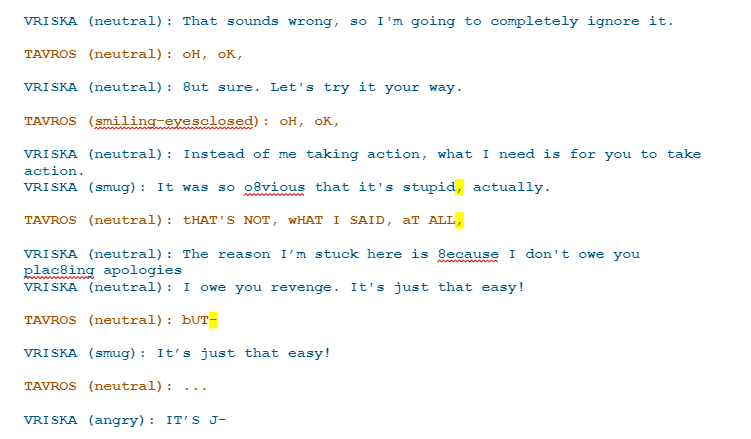 VRISKA (neutral): That sounds wrong, so I'm going to completely ignore it.
TAVROS (neutral): oH, oK,
VRISKA (neutral): 8ut sure. Let's try it your way.
TAVROS (smiling-eyesclosed): oH, oK,
VRISKA (neutral): Instead of me taking action, what I need is for you to take
action.
VRISKA (smug): It was so o8vious that it's stupid, actually.
TAVROS (neutral): tHAT'S NOT, wHAT I SAID, aT ALL,
VRISKA (neutral): The reason I’m stuck here is 8ecause I don't owe you
plac8ing apologies
VRISKA (neutral): I owe you revenge. It's just that easy!
TAVROS (neutral): bUT-
VRISKA (smug): It’s just that easy!
TAVROS (neutral): ...
VRISKA (angry): IT’S J-